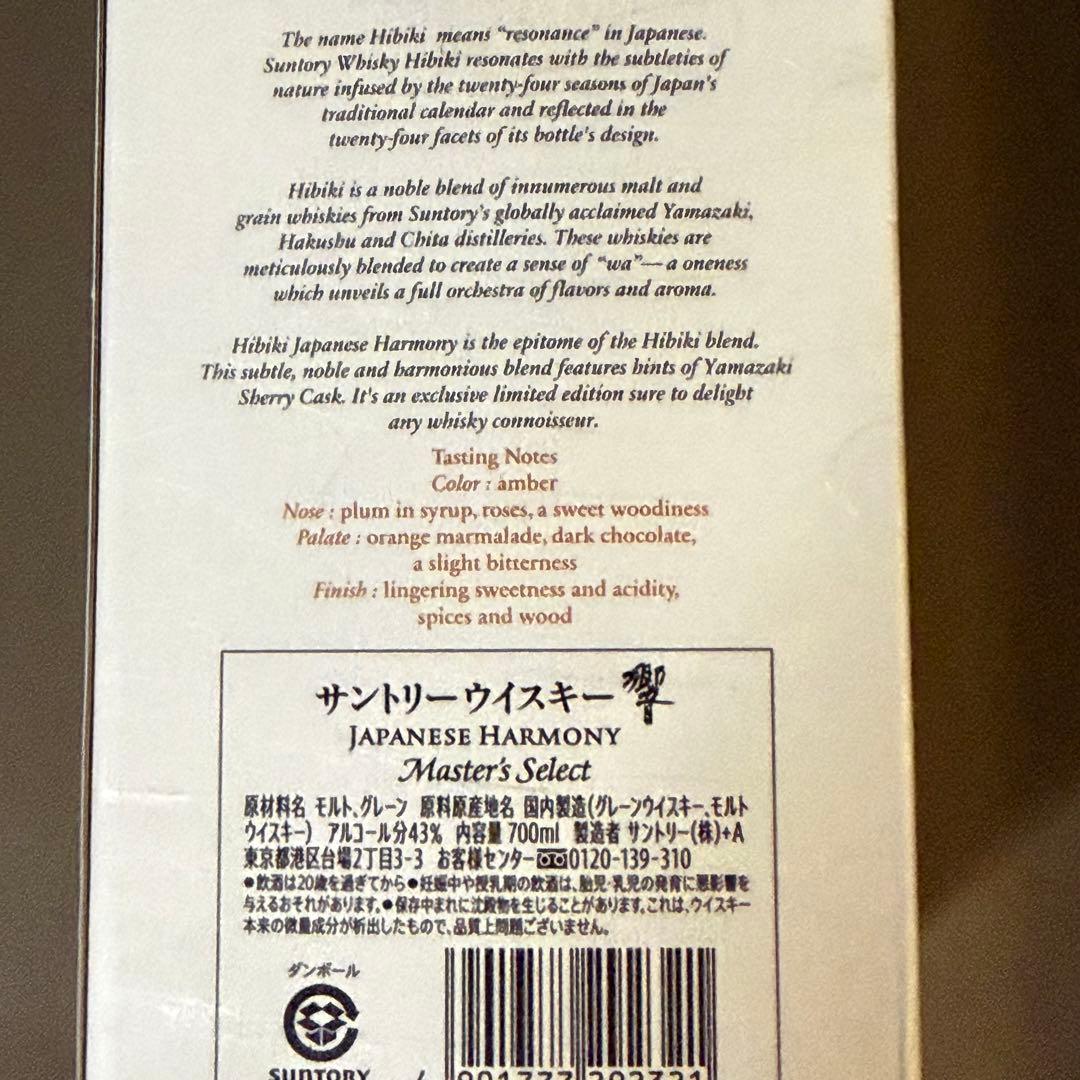 The name Hibiki means “resonance” in Japanese.
Suntory Whisky Hibiki resonates with the subtleties of
nature infused by the twenty-four seasons of Japan's
traditional calendar and reflected in the
twenty-four facets of its bottle's design.
Hibiki is a noble blend of innumerous malt and
grain whiskies from Suntory's globally acclaimed Yamazaki,
Hakushu and Chita distilleries. These whiskies are
meticulously blended to create a sense of “wa”—a oneness
which unveils a full orchestra of flavors and aroma.
Hibiki Japanese Harmony is the epitome of the Hibiki blend.
This subtle, noble and harmonious blend features hints of Yamazaki
Sherry Cask. It's an exclusive limited edition sure to delight
any whisky connoisseur.
Tasting Notes
Color : amber
Nose : plum in syrup, roses, a sweet woodiness
Palate : orange marmalade, dark chocolate,
a slight bitterness
Finish : lingering sweetness and acidity,
spices and wood
サントリーウイスキー 響
JAPANESE HARMONY
Master's Select
原材料名 モルト、グレーン 原料原産地名 国内製造(グレーンウイスキー、モルト
ウイスキー) アルコール分43% 内容量 700ml 製造者 サントリー(株)+A
東京都港区台場2丁目3-3 お客様センター 0120-139-310
●飲酒は20歳を過ぎてから●妊娠中や授乳期の飲酒は、胎児・乳児の発育に悪影響を
与えるおそれがあります。●保存中まれに沈殿物を生じることがあります。これは、ウイスキー
本来の微量成分が析出したもので、品質上問題ございません。
ダンボール
SUNTORY